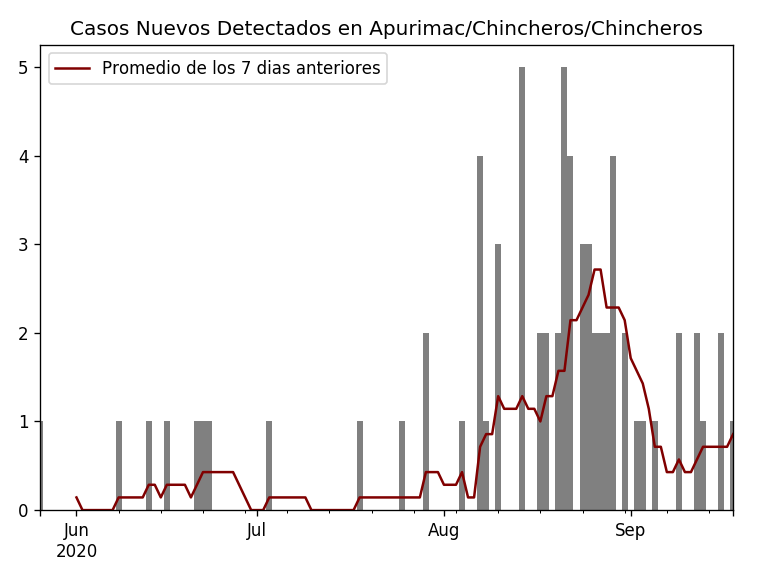 Casos Nuevos Detectados en Apurimac/Chincheros/Chincheros
Promedio de los 7 dias anteriores
5
4
3
2
1
0
Jun Jul Aug Sep
2020